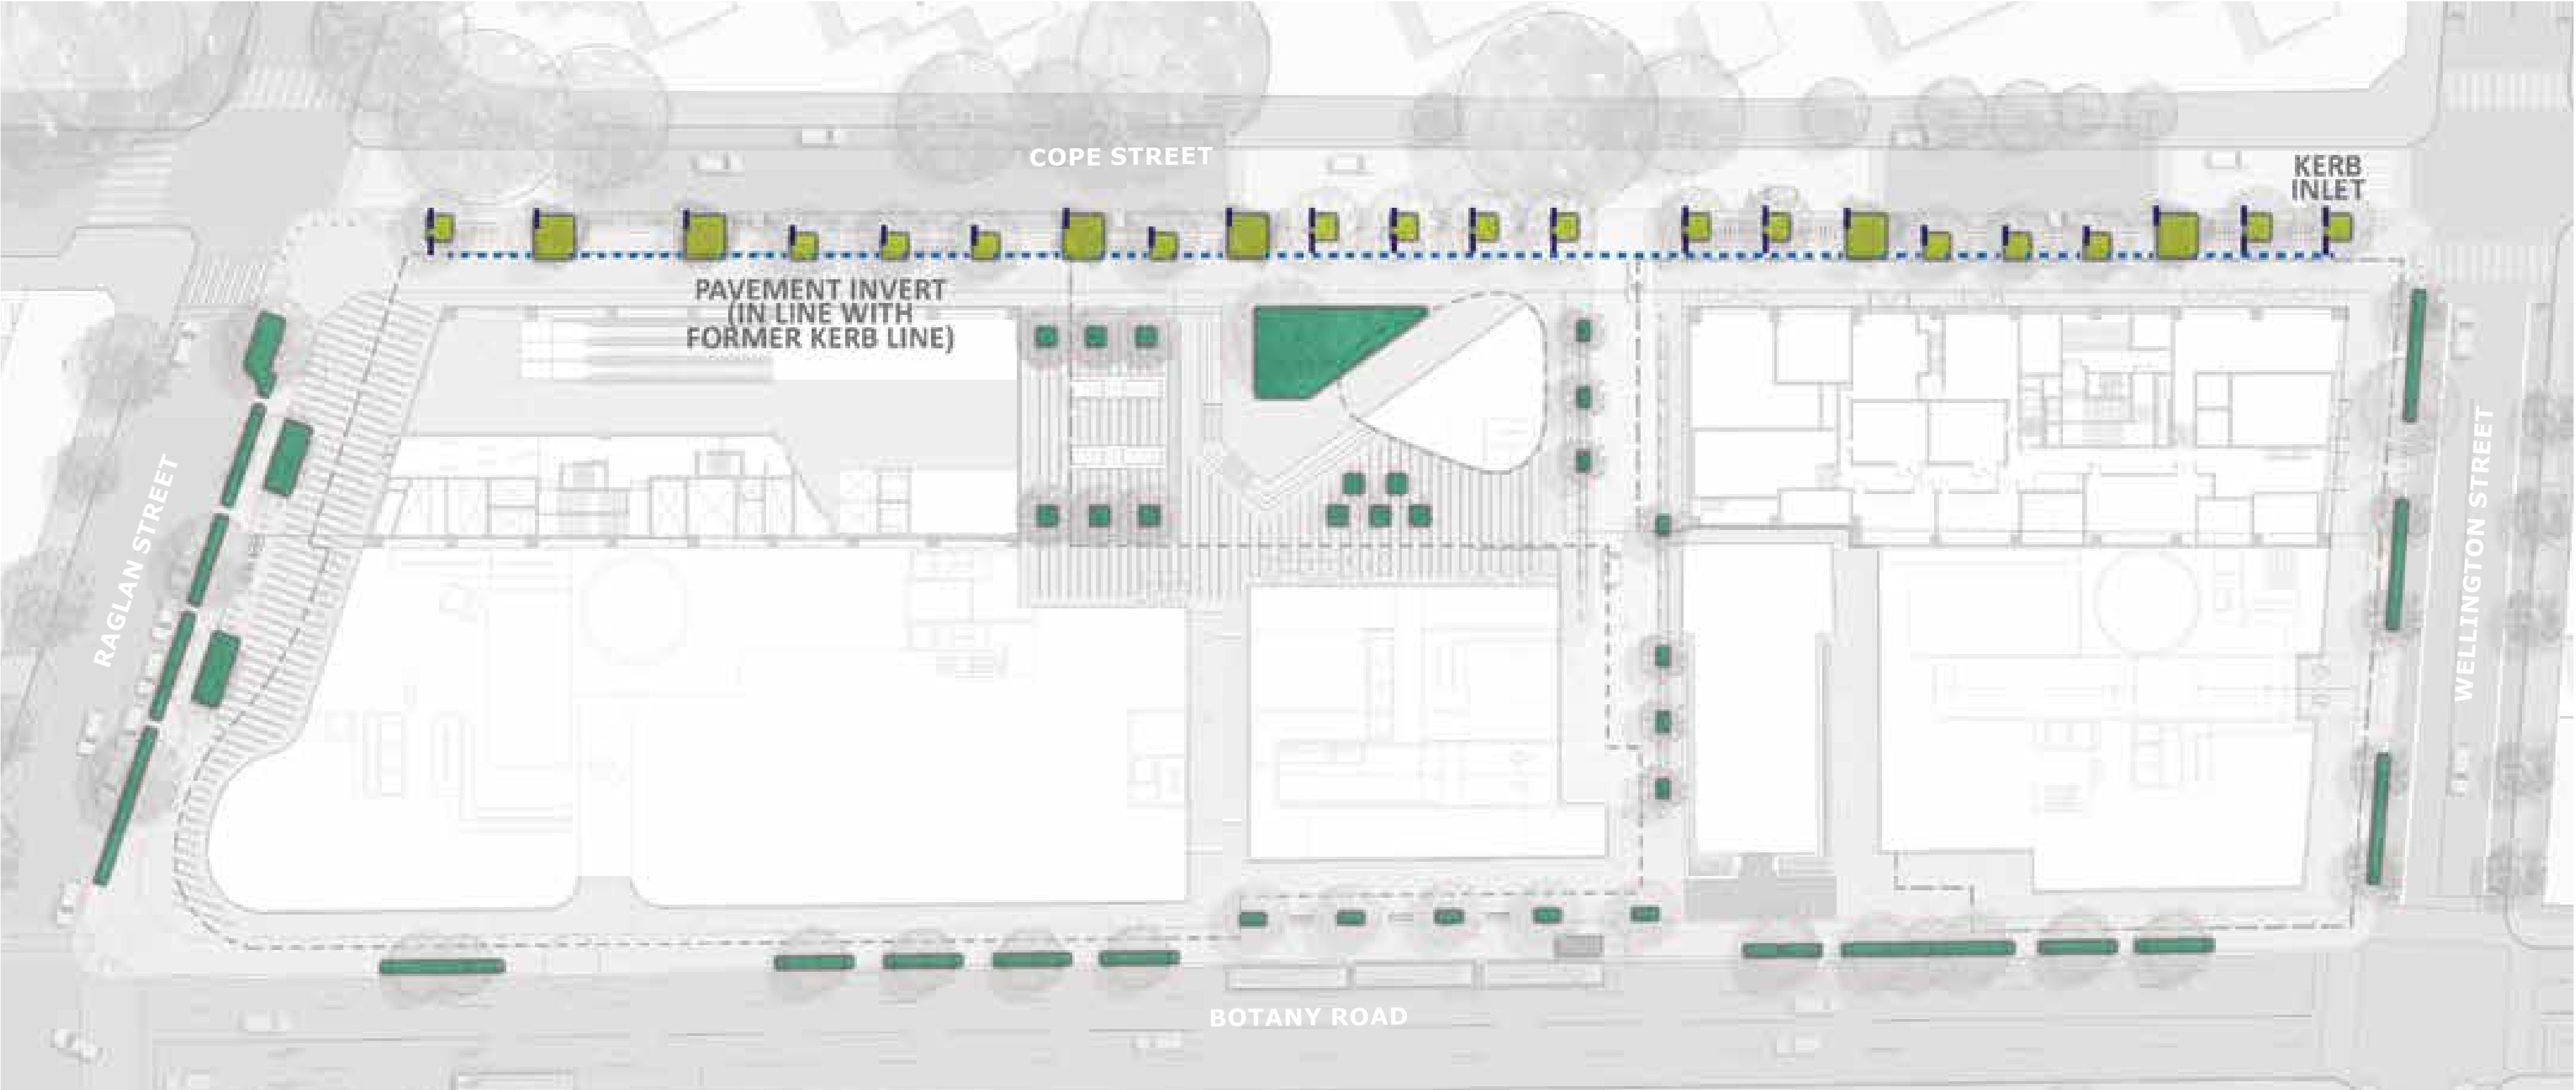 COPE STREET
KERB
INLET
PAVEMENT INVERT
(IN LINE WITH
FORMER KERB LINE)
RAGLAN STREET
WELLINGTON STREET
BOTANY ROAD